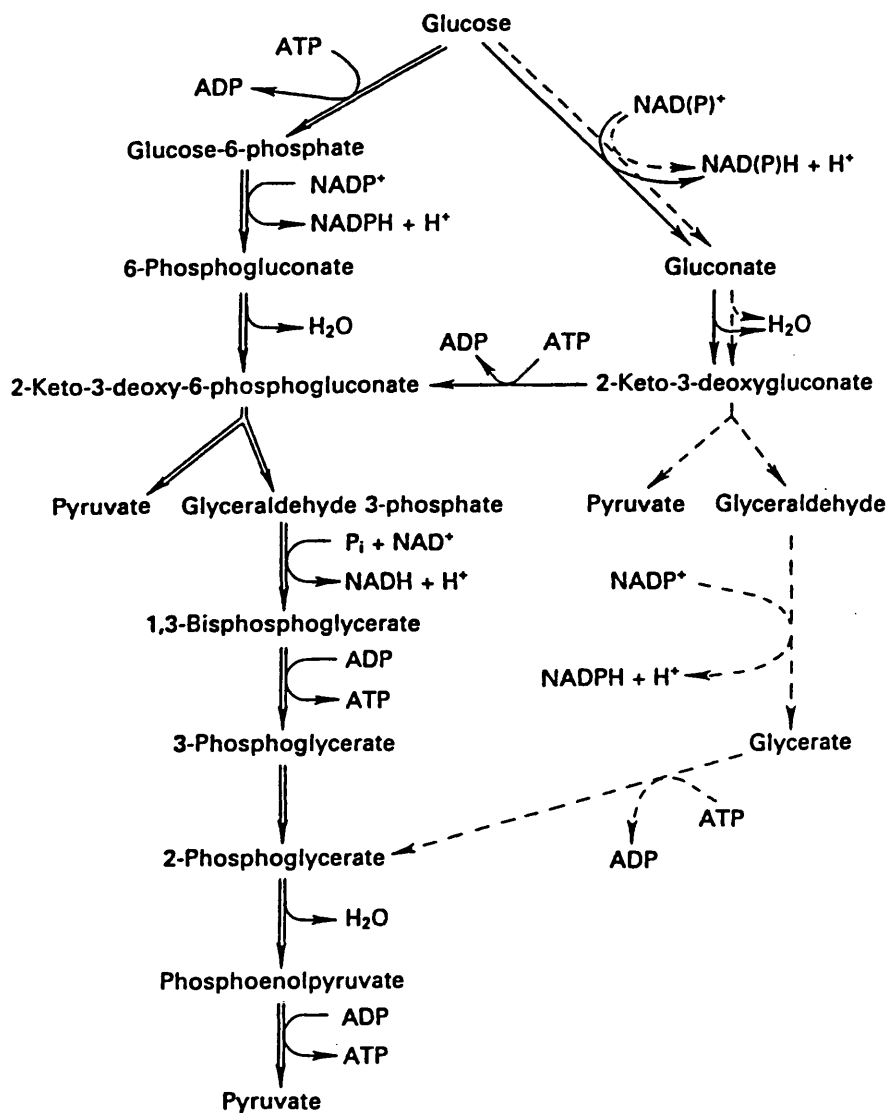 Glucose
ATP
ADP
NAD(P)⁺
NAD(P)H + H⁺
Glucose-6-phosphate
NADP⁺
NADPH + H⁺
6-Phosphogluconate
Gluconate
H₂O
H₂O
ADP
ATP
2-Keto-3-deoxy-6-phosphogluconate
2-Keto-3-deoxygluconate
Pyruvate
Glyceraldehyde 3-phosphate
Pyruvate
Glyceraldehyde
Pᵢ + NAD⁺
NADH + H⁺
NADP⁺
1,3-Bisphosphoglycerate
ADP
ATP
NADPH + H⁺
3-Phosphoglycerate
Glycerate
ATP
ADP
2-Phosphoglycerate
H₂O
Phosphoenolpyruvate
ADP
ATP
Pyruvate